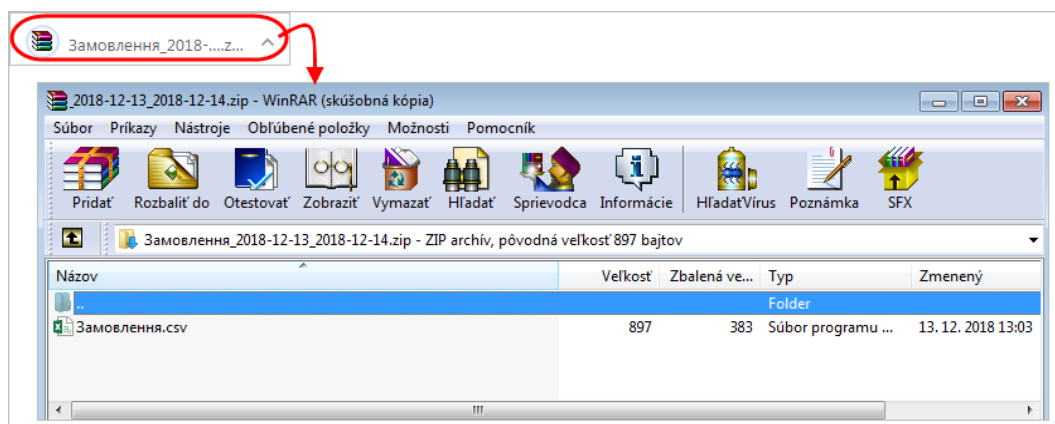 Замовлення_2018-....z...
_2018-12-13_2018-12-14.zip - WinRAR (skúšobná kópia)
Súbor Príkazy Nástroje Obľúbené položky Možnosti Pomocník
Pridať Rozbaliť do Otestovať Zobraziť Vymazať Hľadať Sprievodca Informácie HľadaťVírus Poznámka SFX
Замовлення_2018-12-13_2018-12-14.zip - ZIP archív, pôvodná veľkosť 897 bajtov
Názov Veľkosť Zbalená ve... Typ Zmenený
.. Folder
Замовлення.csv 897 383 Súbor programu ... 13. 12. 2018 13:03